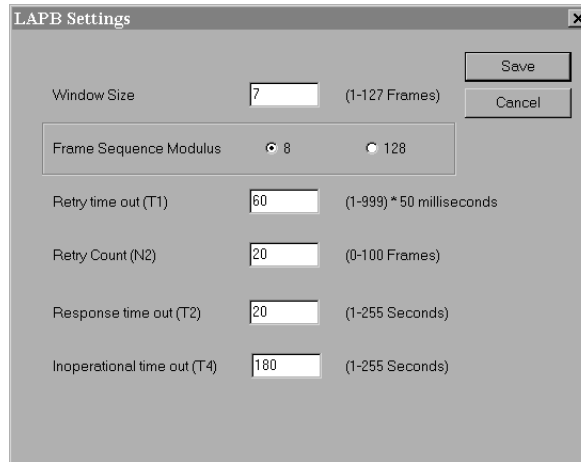 LAPB Settings
Save
Window Size 7 (1-127 Frames)
Cancel
Frame Sequence Modulus 8 128
Retry time out (T1) 60 (1-999) * 50 milliseconds
Retry Count (N2) 20 (0-100 Frames)
Response time out (T2) 20 (1-255 Seconds)
Inoperational time out (T4) 180 (1-255 Seconds)